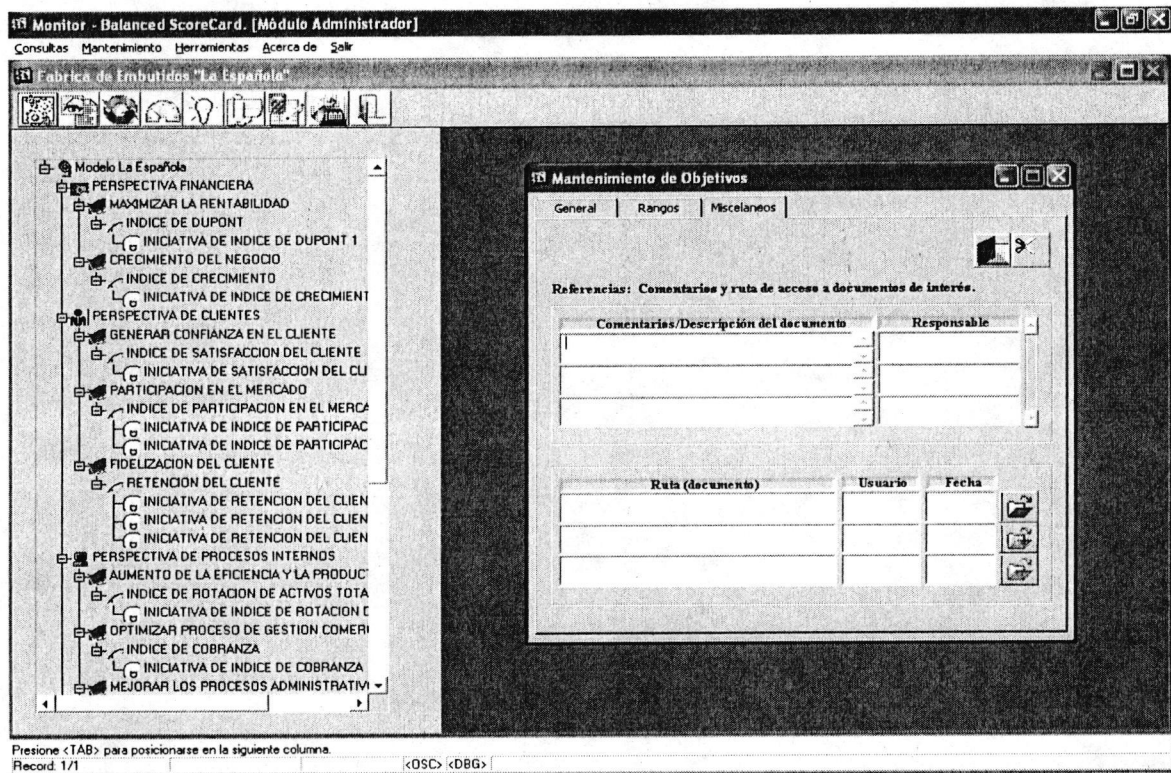 Monitor - Balanced ScoreCard. [Módulo Administrador]
Consultas Mantenimiento Herramientas Acerca de Salir
Fabrica de Embutidos "La Española"
Modelo La Española
PERSPECTIVA FINANCIERA
MAXIMIZAR LA RENTABILIDAD
INDICE DE DUPONT
INICIATIVA DE INDICE DE DUPONT 1
CRECIMIENTO DEL NEGOCIO
INDICE DE CRECIMIENTO
INICIATIVA DE INDICE DE CRECIMIENT
PERSPECTIVA DE CLIENTES
GENERAR CONFIANZA EN EL CLIENTE
INDICE DE SATISFACCION DEL CLIENTE
INICIATIVA DE SATISFACCION DEL CLI
PARTICIPACION EN EL MERCADO
INDICE DE PARTICIPACION EN EL MERCA
INICIATIVA DE INDICE DE PARTICIPAC
INICIATIVA DE INDICE DE PARTICIPAC
FIDELIZACION DEL CLIENTE
RETENCION DEL CLIENTE
INICIATIVA DE RETENCION DEL CLIEN
INICIATIVA DE RETENCION DEL CLIEN
INICIATIVA DE RETENCION DEL CLIEN
PERSPECTIVA DE PROCESOS INTERNOS
AUMENTO DE LA EFICIENCIA Y LA PRODUCT
INDICE DE ROTACION DE ACTIVOS TOTA
INICIATIVA DE INDICE DE ROTACION D
OPTIMIZAR PROCESO DE GESTION COMERI
INDICE DE COBRANZA
INICIATIVA DE INDICE DE COBRANZA
MEJORAR LOS PROCESOS ADMINISTRATIV
Mantenimiento de Objetivos
General Rangos Miscelaneos
Referencias: Comentarios y ruta de acceso a documentos de interés.
Comentarios/Descripción del documento Responsable
Ruta (documento) Usuario Fecha
Presione <TAB> para posicionarse en la siguiente columna.
Record: 1/1 <OSC> <DBG>